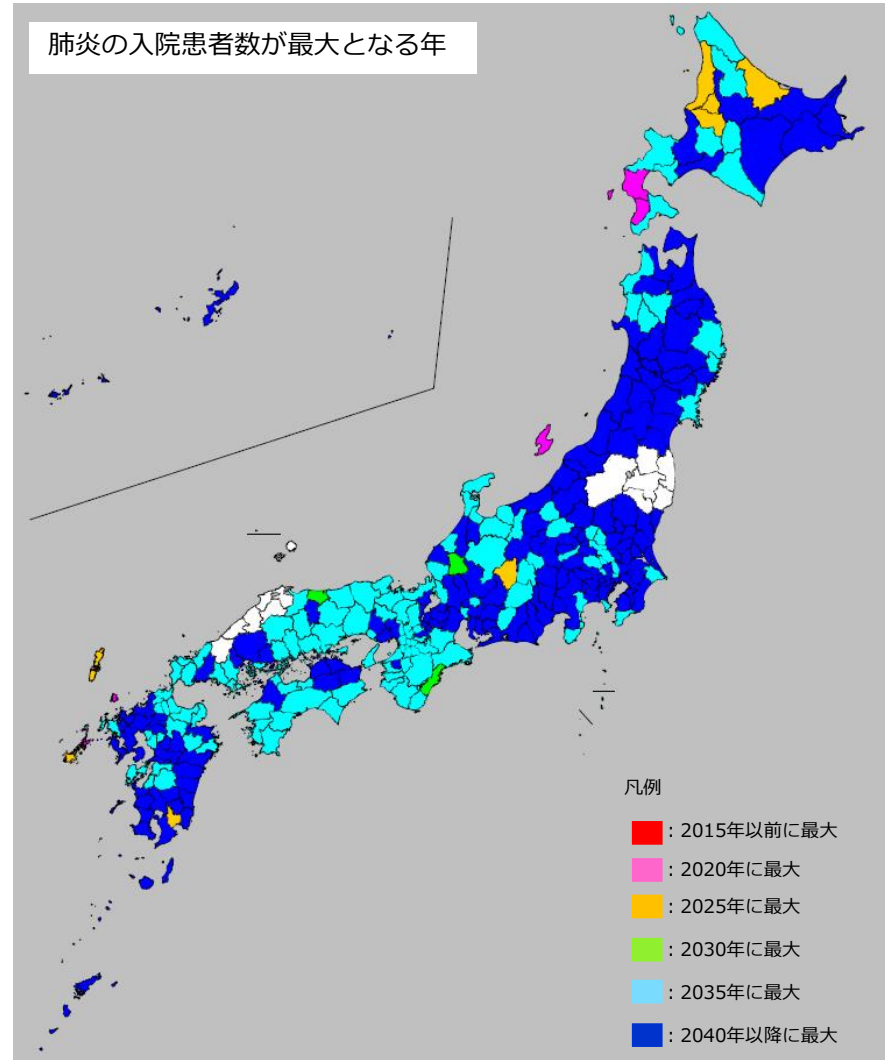 肺炎の入院患者数が最大となる年
凡例
：2015年以前に最大
：2020年に最大
：2025年に最大
：2030年に最大
：2035年に最大
：2040年以降に最大